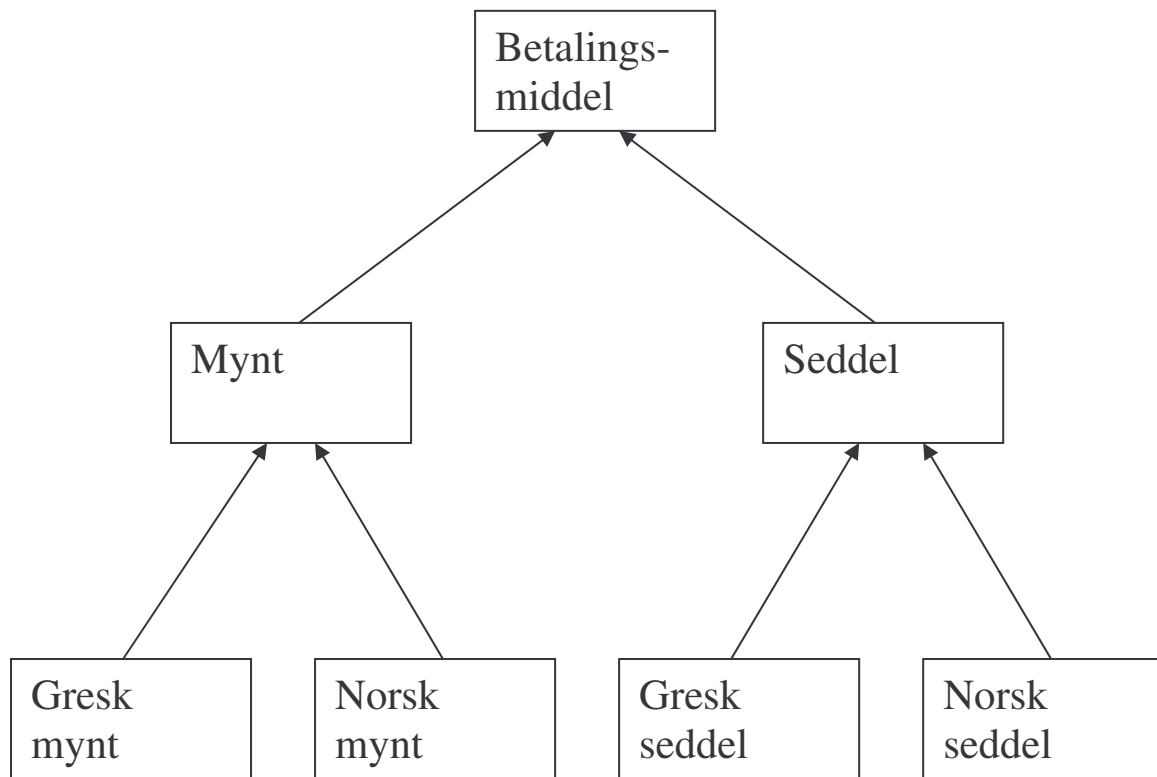 Betalings-
middel
Mynt
Seddel
Gresk
mynt
Norsk
mynt
Gresk
seddel
Norsk
seddel